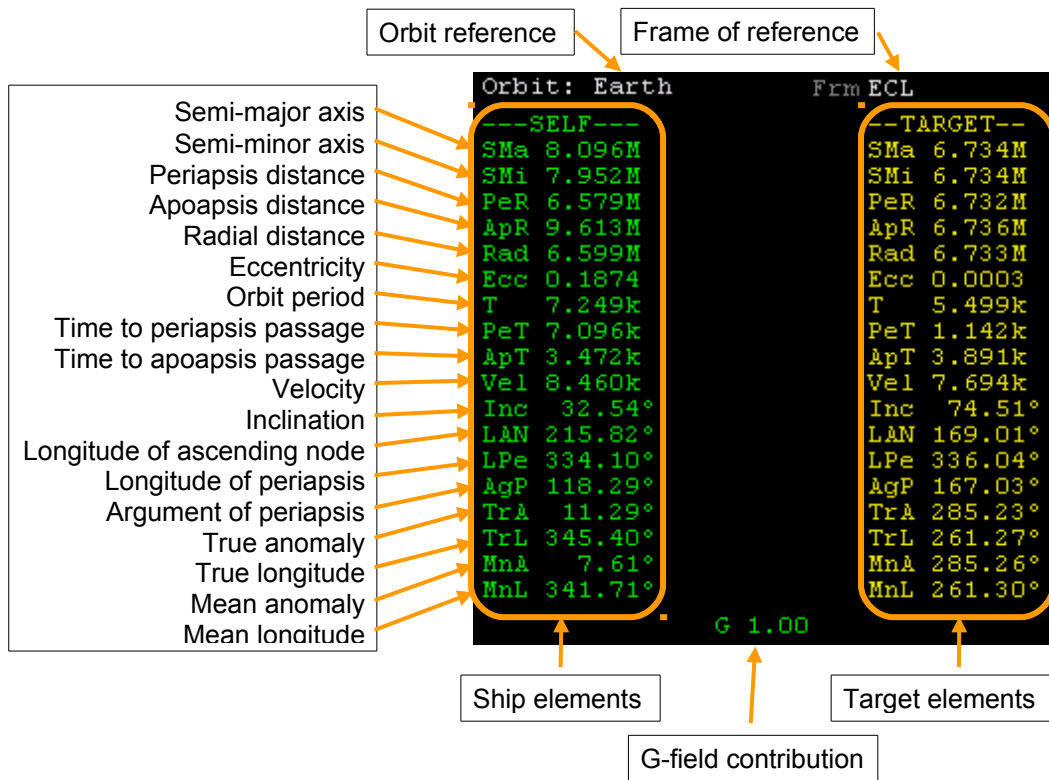 Orbit reference
Frame of reference
Semi-major axis
Semi-minor axis
Periapsis distance
Apoapsis distance
Radial distance
Eccentricity
Orbit period
Time to periapsis passage
Time to apoapsis passage
Velocity
Inclination
Longitude of ascending node
Longitude of periapsis
Argument of periapsis
True anomaly
True longitude
Mean anomaly
Mean longitude
Orbit: Earth
Frm ECL
---SELF---
SMa 8.096M
SMi 7.952M
PeR 6.579M
ApR 9.613M
Rad 6.599M
Ecc 0.1874
T 7.249k
PeT 7.096k
ApT 3.472k
Vel 8.460k
Inc 32.54°
LAN 215.82°
LPe 334.10°
AgP 118.29°
TrA 11.29°
TrL 345.40°
MnA 7.61°
MnL 341.71°
--TARGET--
SMa 6.734M
SMi 6.734M
PeR 6.732M
ApR 6.736M
Rad 6.733M
Ecc 0.0003
T 5.499k
PeT 1.142k
ApT 3.891k
Vel 7.694k
Inc 74.51°
LAN 169.01°
LPe 336.04°
AgP 167.03°
TrA 285.23°
TrL 261.27°
MnA 285.26°
MnL 261.30°
G 1.00
Ship elements
Target elements
G-field contribution